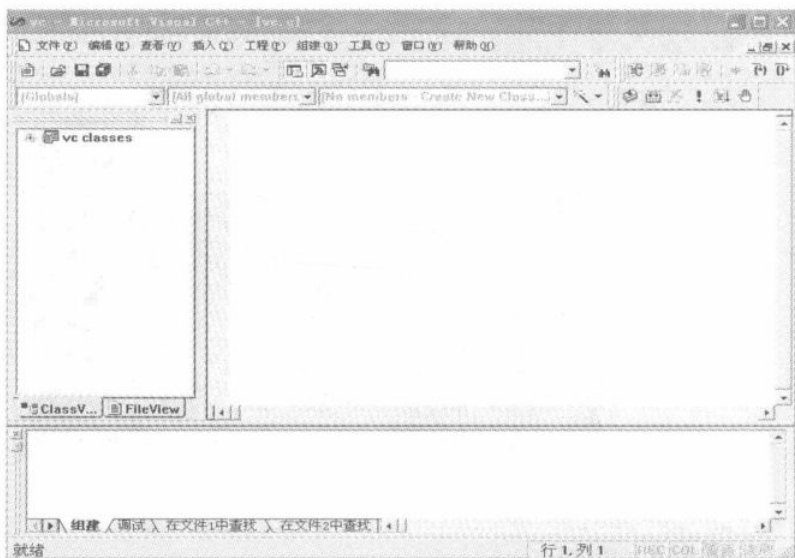 vc - Microsoft Visual C++ - [vc.c]
文件(F) 编辑(E) 查看(V) 插入(I) 工程(P) 组建(B) 工具(T) 窗口(W) 帮助(H)
(Globals) [All global members [No members - Create New Class...
vc classes
ClassV... FileView
组建 调试 在文件1中查找 在文件2中查找
就绪 行 1, 列 1 REC COL